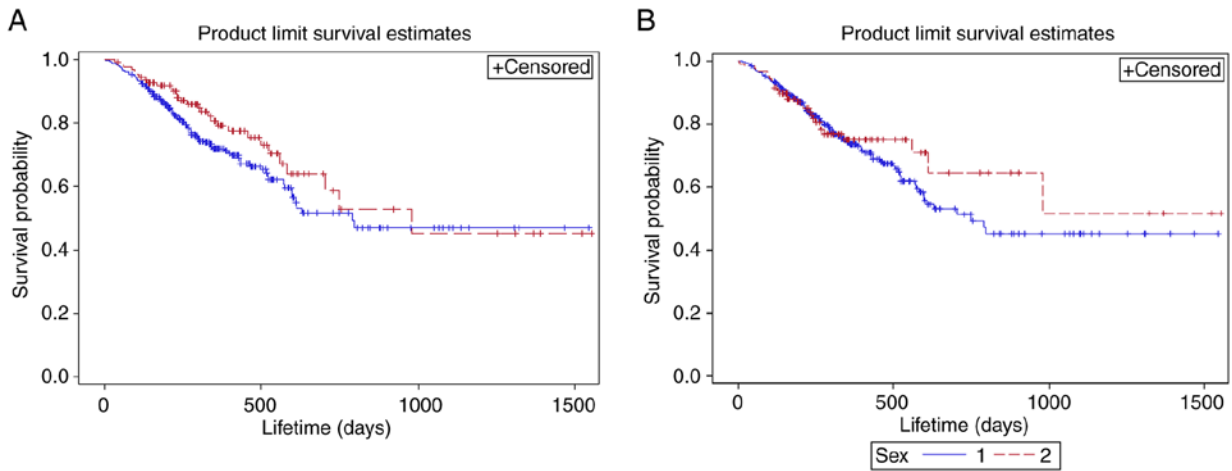 A
Product limit survival estimates
+Censored
1.0
0.8
0.6
0.4
0.2
0.0
Survival probability
0 500 1000 1500
Lifetime (days)
B
Product limit survival estimates
+Censored
1.0
0.8
0.6
0.4
0.2
0.0
Survival probability
0 500 1000 1500
Lifetime (days)
Sex 1 2